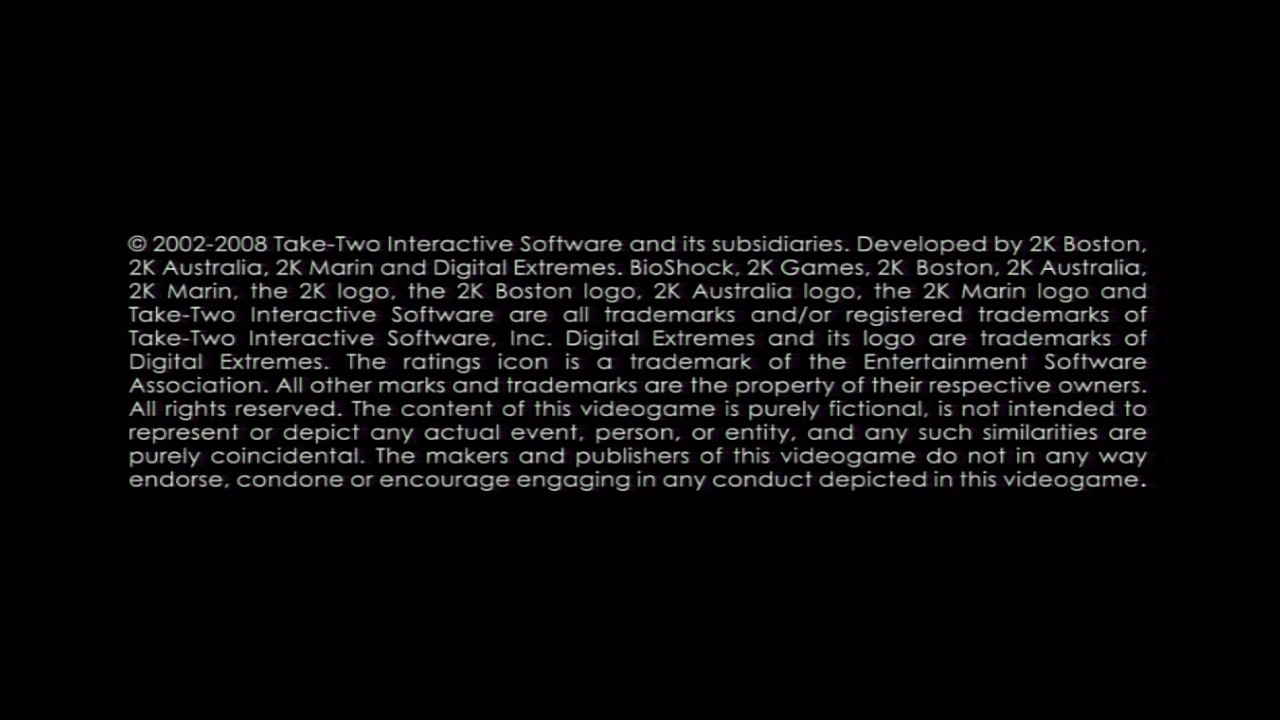 © 2002-2008 Take-Two Interactive Software and its subsidiaries. Developed by 2K Boston,
2K Australia, 2K Marin and Digital Extremes. BioShock, 2K Games, 2K Boston, 2K Australia,
2K Marin, the 2K logo, the 2K Boston logo, 2K Australia logo, the 2K Marin logo and
Take-Two Interactive Software are all trademarks and/or registered trademarks of
Take-Two Interactive Software, Inc. Digital Extremes and its logo are trademarks of
Digital Extremes. The ratings icon is a trademark of the Entertainment Software
Association. All other marks and trademarks are the property of their respective owners.
All rights reserved. The content of this videogame is purely fictional, is not intended to
represent or depict any actual event, person, or entity, and any such similarities are
purely coincidental. The makers and publishers of this videogame do not in any way
endorse, condone or encourage engaging in any conduct depicted in this videogame.